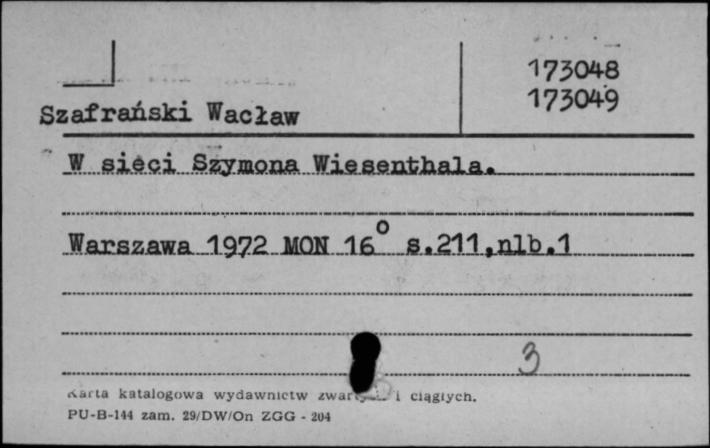 173048
173049
Szafrański Wacław
W sieci Szymona Wiesenthala.
Warszawa 1972 MON 16° s.211,nlb.1
3
Karta katalogowa wydawnictw i ciągłych.
PU-B-144 zam. 29/DW/On ZGG - 204